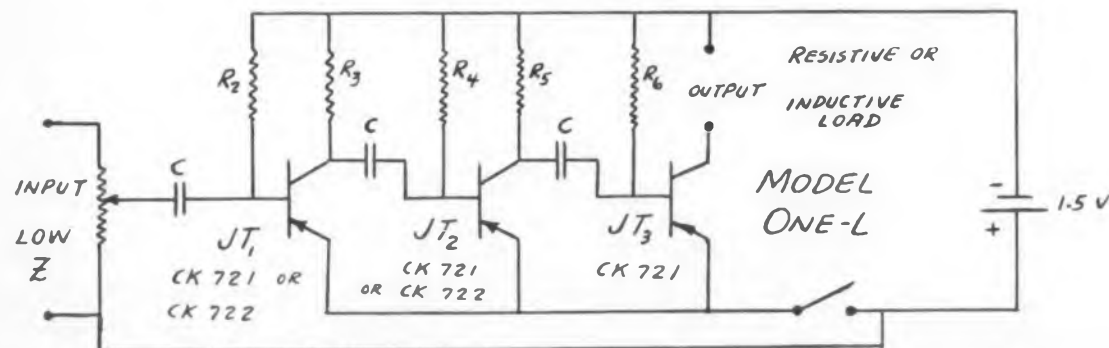 R2
R3
R4
R5
R6
C
C
C
INPUT
LOW
Z
JT1
CK 721 OR
CK 722
JT2
CK 721
OR CK 722
JT3
CK 721
OUTPUT
RESISTIVE OR
INDUCTIVE
LOAD
MODEL
ONE-L
-
+
1.5 V